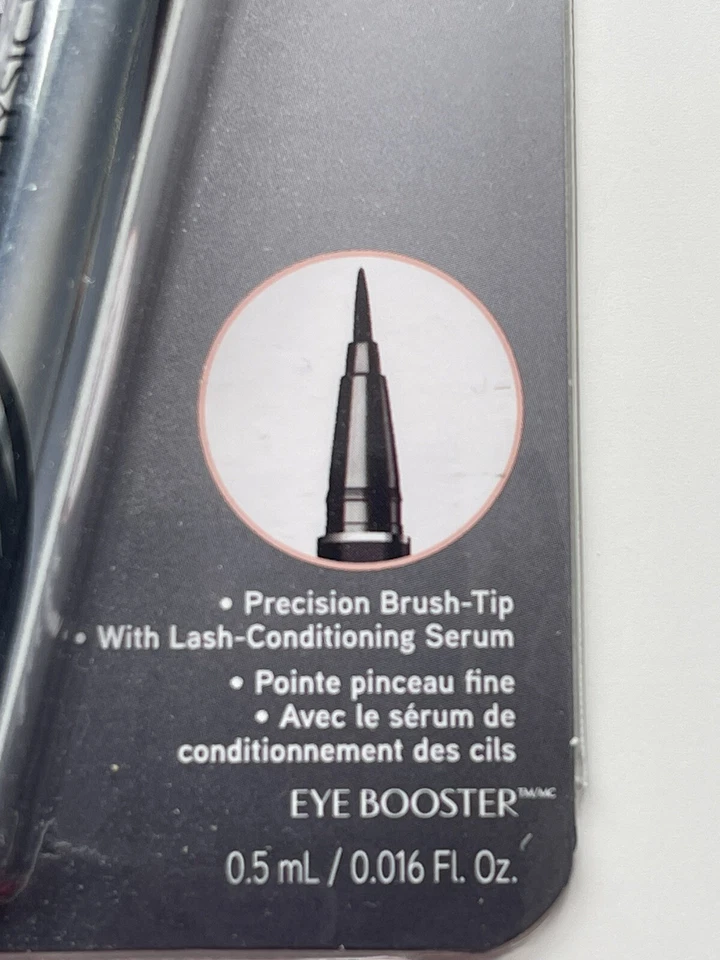 • Precision Brush-Tip
• With Lash-Conditioning Serum
• Pointe pinceau fine
• Avec le sérum de
conditionnement des cils
EYE BOOSTER™/MC
0.5 mL / 0.016 Fl. Oz.